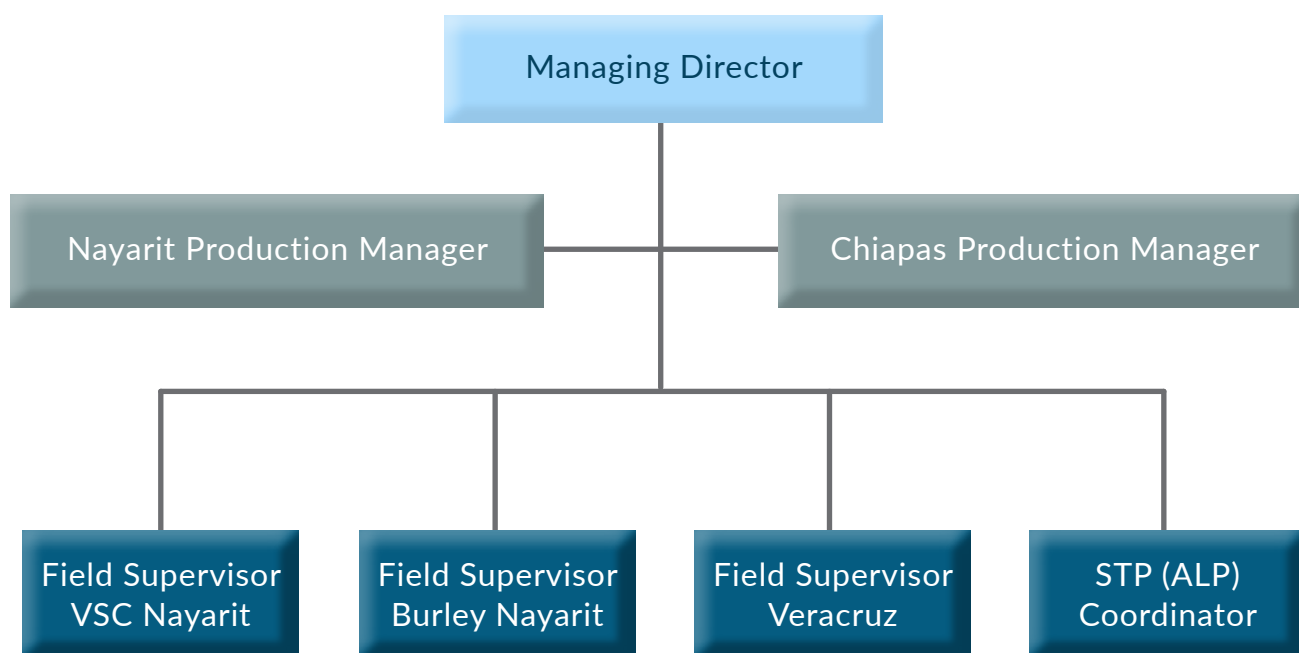 Managing Director
Nayarit Production Manager
Chiapas Production Manager
Field Supervisor
VSC Nayarit
Field Supervisor
Burley Nayarit
Field Supervisor
Veracruz
STP (ALP)
Coordinator